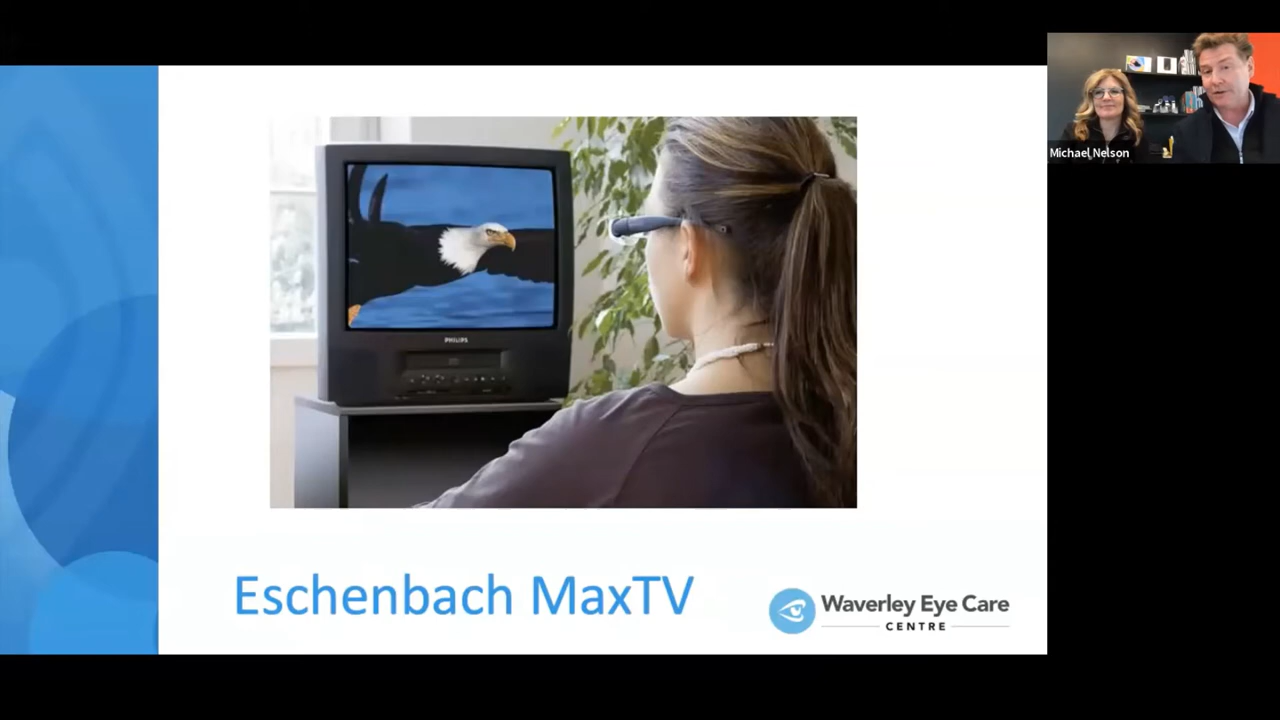 Michael Nelson
PHILIPS
Eschenbach MaxTV
Waverley Eye Care
CENTRE